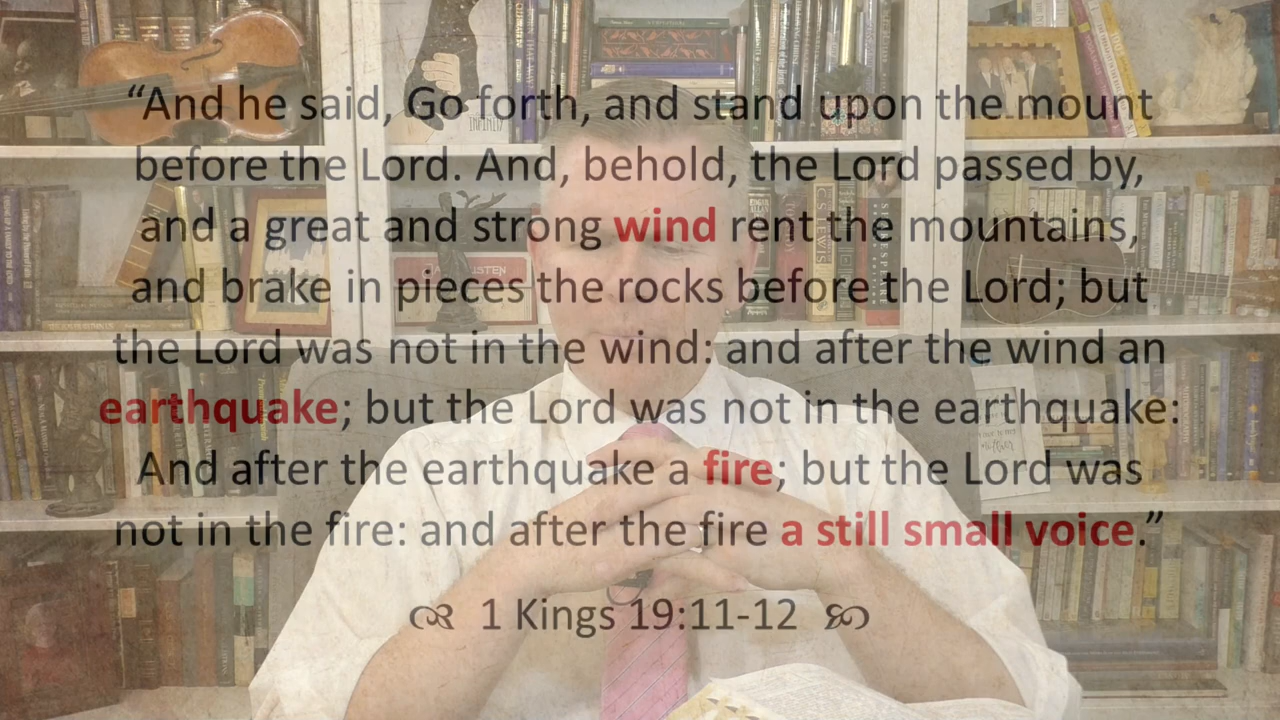 “And he said, Go forth, and stand upon the mount
before the Lord. And, behold, the Lord passed by,
and a great and strong wind rent the mountains,
and brake in pieces the rocks before the Lord; but
the Lord was not in the wind: and after the wind an
earthquake; but the Lord was not in the earthquake:
And after the earthquake a fire; but the Lord was
not in the fire: and after the fire a still small voice.”
1 Kings 19:11-12
INFINITY
C.S. LEWIS